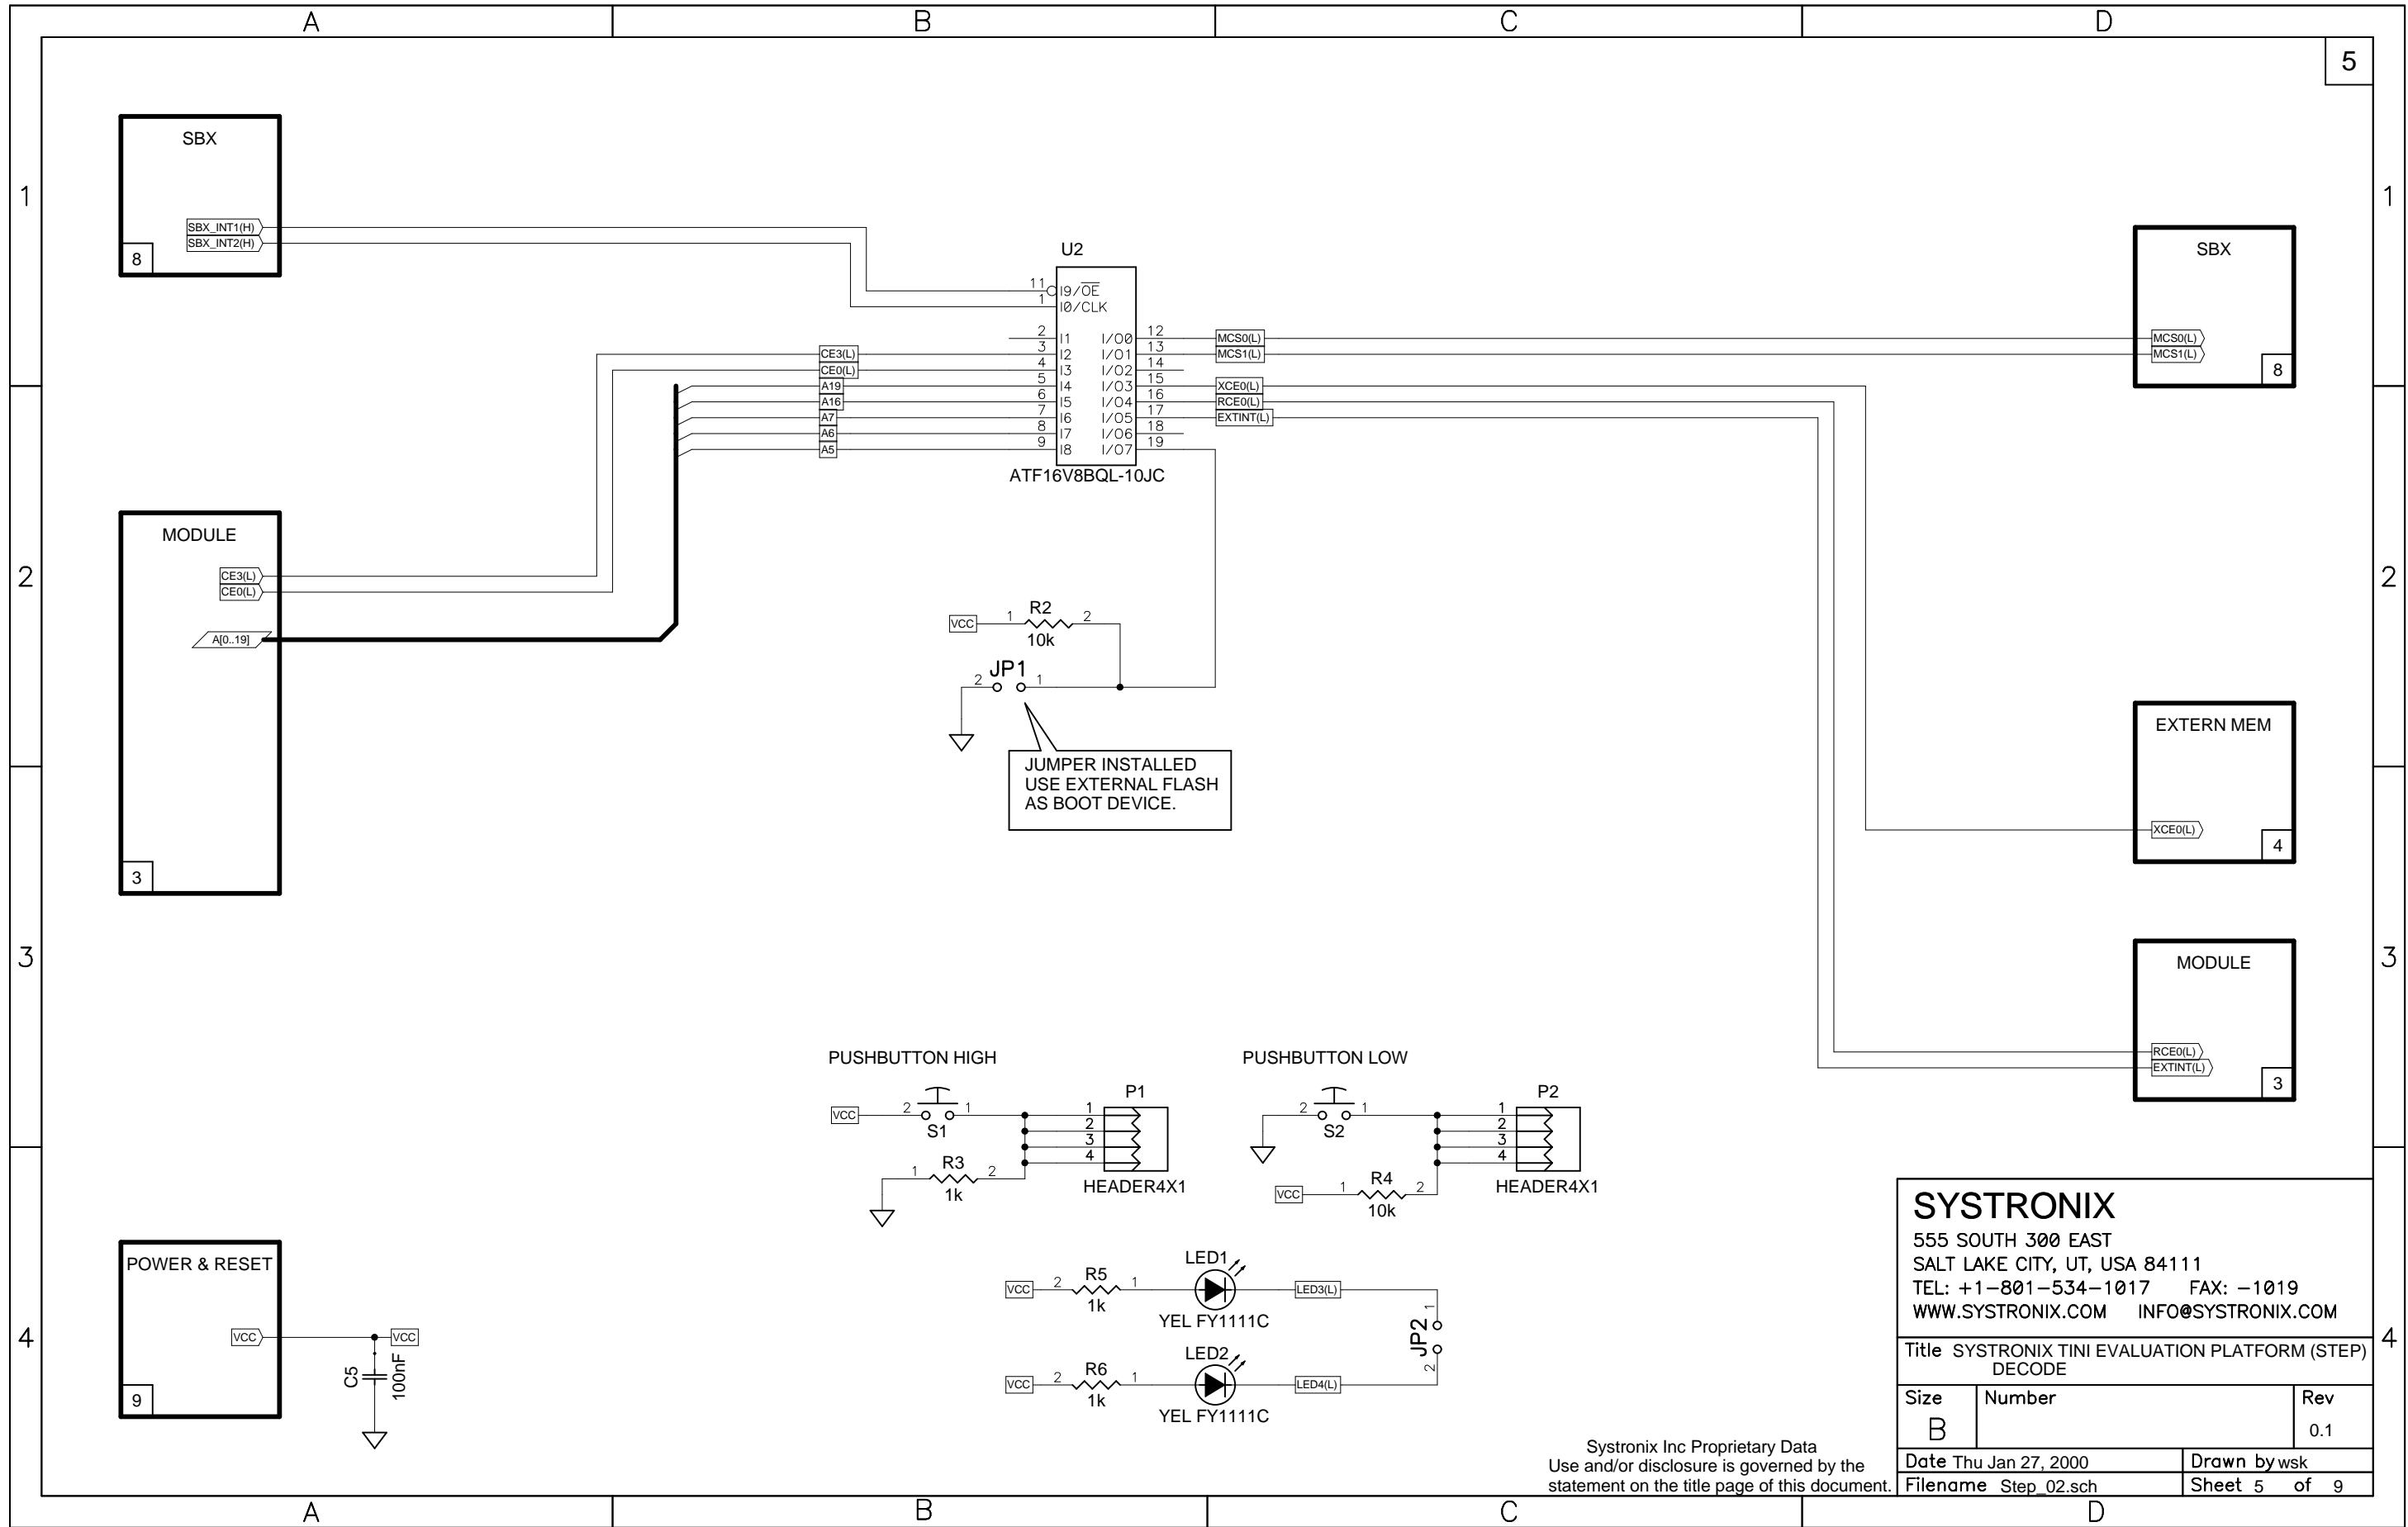 A B C D
5
1
1
SBX
SBX_INT1(H)
SBX_INT2(H)
8
U2
11 I9/OE
1 I0/CLK
2 I1 I/O0 12
3 I2 I/O1 13
4 I3 I/O2 14
5 I4 I/O3 15
6 I5 I/O4 16
7 I6 I/O5 17
8 I7 I/O6 18
9 I8 I/O7 19
ATF16V8BQL-10JC
CE3(L)
CE0(L)
A19
A16
A7
A6
A5
MCS0(L)
MCS1(L)
XCE0(L)
RCE0(L)
EXTINT(L)
SBX
MCS0(L)
MCS1(L)
8
2
2
MODULE
CE3(L)
CE0(L)
A[0..19]
3
VCC 1 R2 2
10k
JP1
2 1
JUMPER INSTALLED
USE EXTERNAL FLASH
AS BOOT DEVICE.
EXTERN MEM
XCE0(L)
4
3
3
MODULE
RCE0(L)
EXTINT(L)
3
PUSHBUTTON HIGH
VCC 2 1
S1
1 R3 2
1k
P1
1
2
3
4
HEADER4X1
PUSHBUTTON LOW
2 1
S2
VCC 1 R4 2
10k
P2
1
2
3
4
HEADER4X1
4
4
POWER & RESET
VCC
9
VCC
C5
100nF
LED1
VCC 2 R5 1
1k
YEL FY1111C
LED3(L)
LED2
VCC 2 R6 1
1k
YEL FY1111C
LED4(L)
1
JP2
2
Systronix Inc Proprietary Data
Use and/or disclosure is governed by the
statement on the title page of this document.
SYSTRONIX
555 SOUTH 300 EAST
SALT LAKE CITY, UT, USA 84111
TEL: +1-801-534-1017 FAX: -1019
WWW.SYSTRONIX.COM INFO@SYSTRONIX.COM
Title SYSTRONIX TINI EVALUATION PLATFORM (STEP)
DECODE
Size Number Rev
B 0.1
Date Thu Jan 27, 2000 Drawn by wsk
Filename Step_02.sch Sheet 5 of 9
A B C D